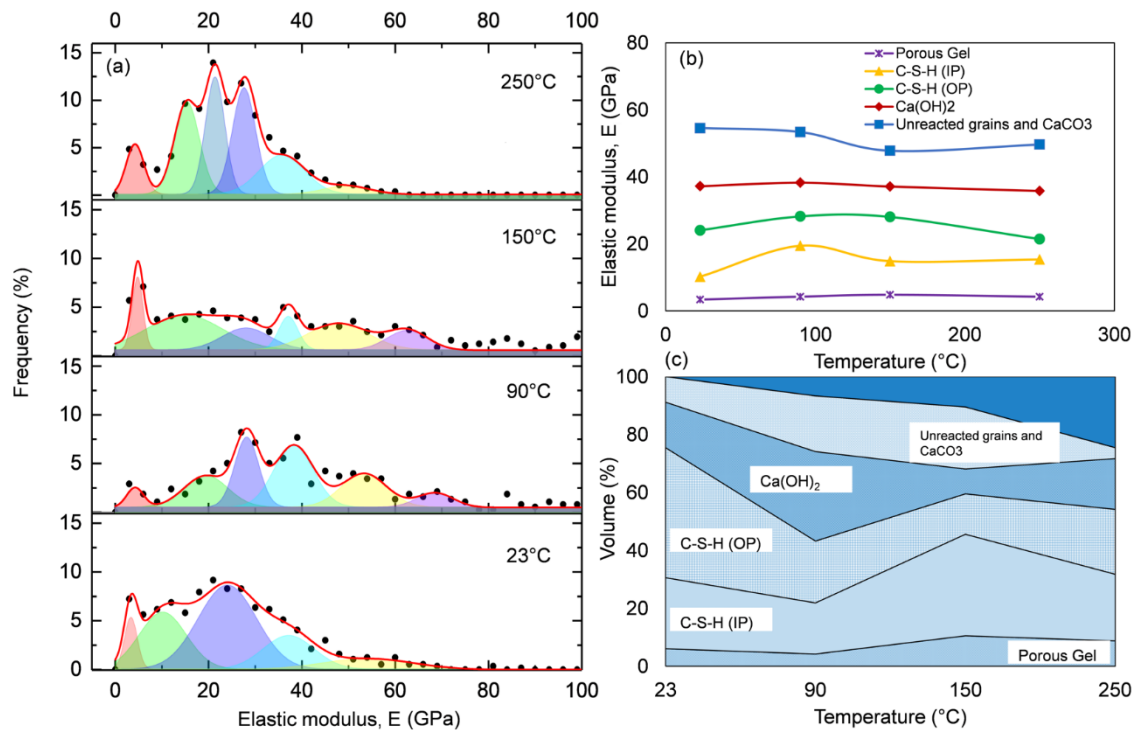 0 20 40 60 80 100
(a)
250°C
15
10
5
0
150°C
15
10
5
0
90°C
15
10
5
0
23°C
15
10
5
0
Frequency (%)
0 20 40 60 80 100
Elastic modulus, E (GPa)
(b)
Porous Gel
C-S-H (IP)
C-S-H (OP)
Ca(OH)2
Unreacted grains and CaCO3
80
60
40
20
0
Elastic modulus, E (GPa)
0 100 200 300
Temperature (°C)
(c)
100
80
60
40
20
0
Volume (%)
Unreacted grains and
CaCO3
Ca(OH)₂
C-S-H (OP)
C-S-H (IP)
Porous Gel
23 90 150 250
Temperature (°C)